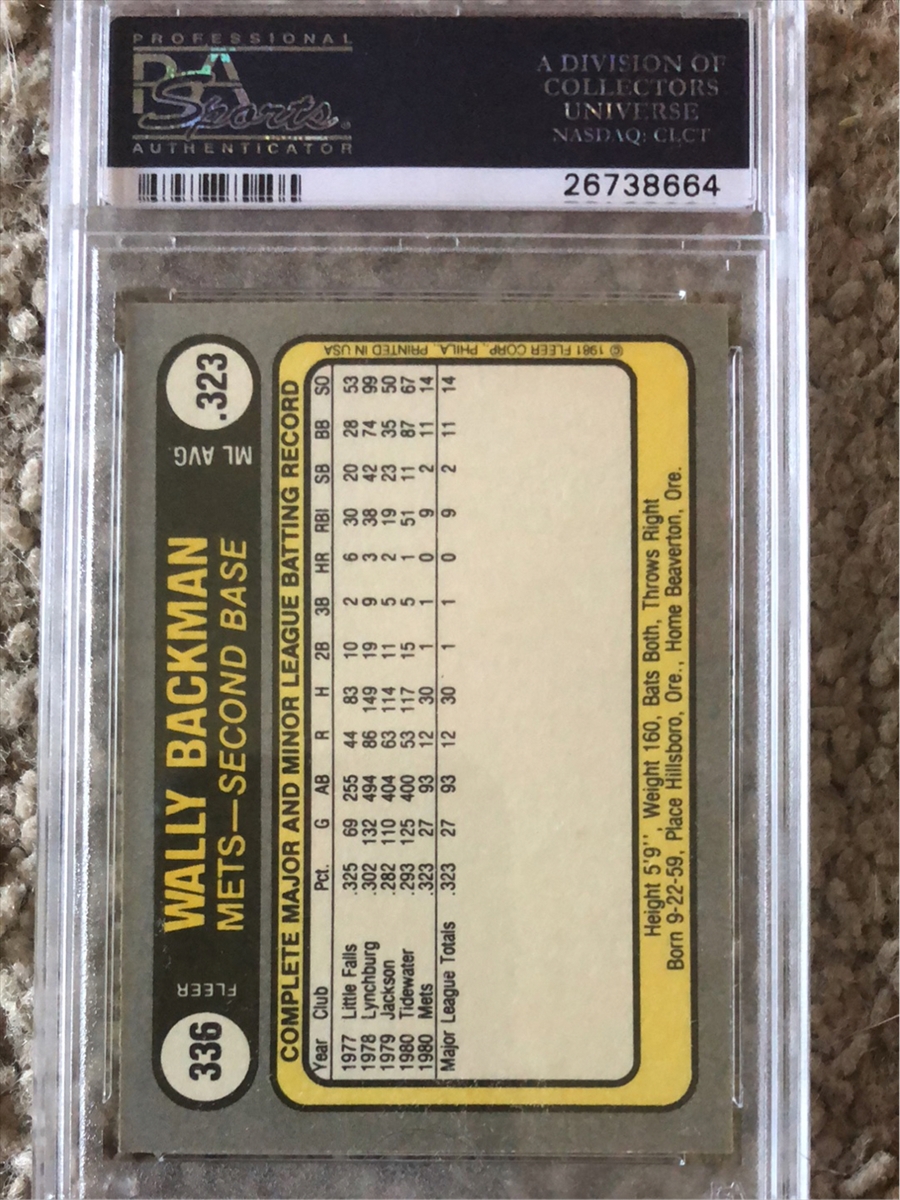 PROFESSIONAL
PSA
Sports
AUTHENTICATOR
A DIVISION OF
COLLECTORS
UNIVERSE
NASDAQ: CLCT
26738664
336
FLEER
WALLY BACKMAN
METS—SECOND BASE
ML AVG.
.323
COMPLETE MAJOR AND MINOR LEAGUE BATTING RECORD
Year Club Pct. G AB R H 2B 3B HR RBI SB BB SO
1977 Little Falls .325 69 255 44 83 10 2 6 30 20 28 53
1978 Lynchburg .302 132 494 86 149 19 9 3 38 42 74 99
1979 Jackson .282 110 404 63 114 11 5 2 19 23 35 50
1980 Tidewater .293 125 400 53 117 15 5 1 51 11 87 67
1980 Mets .323 27 93 12 30 1 1 0 9 2 11 14
Major League Totals .323 27 93 12 30 1 1 0 9 2 11 14
Height 5'9'', Weight 160, Bats Both, Throws Right
Born 9-22-59, Place Hillsboro, Ore., Home Beaverton, Ore.
© 1981 FLEER CORP., PHILA., PRINTED IN USA